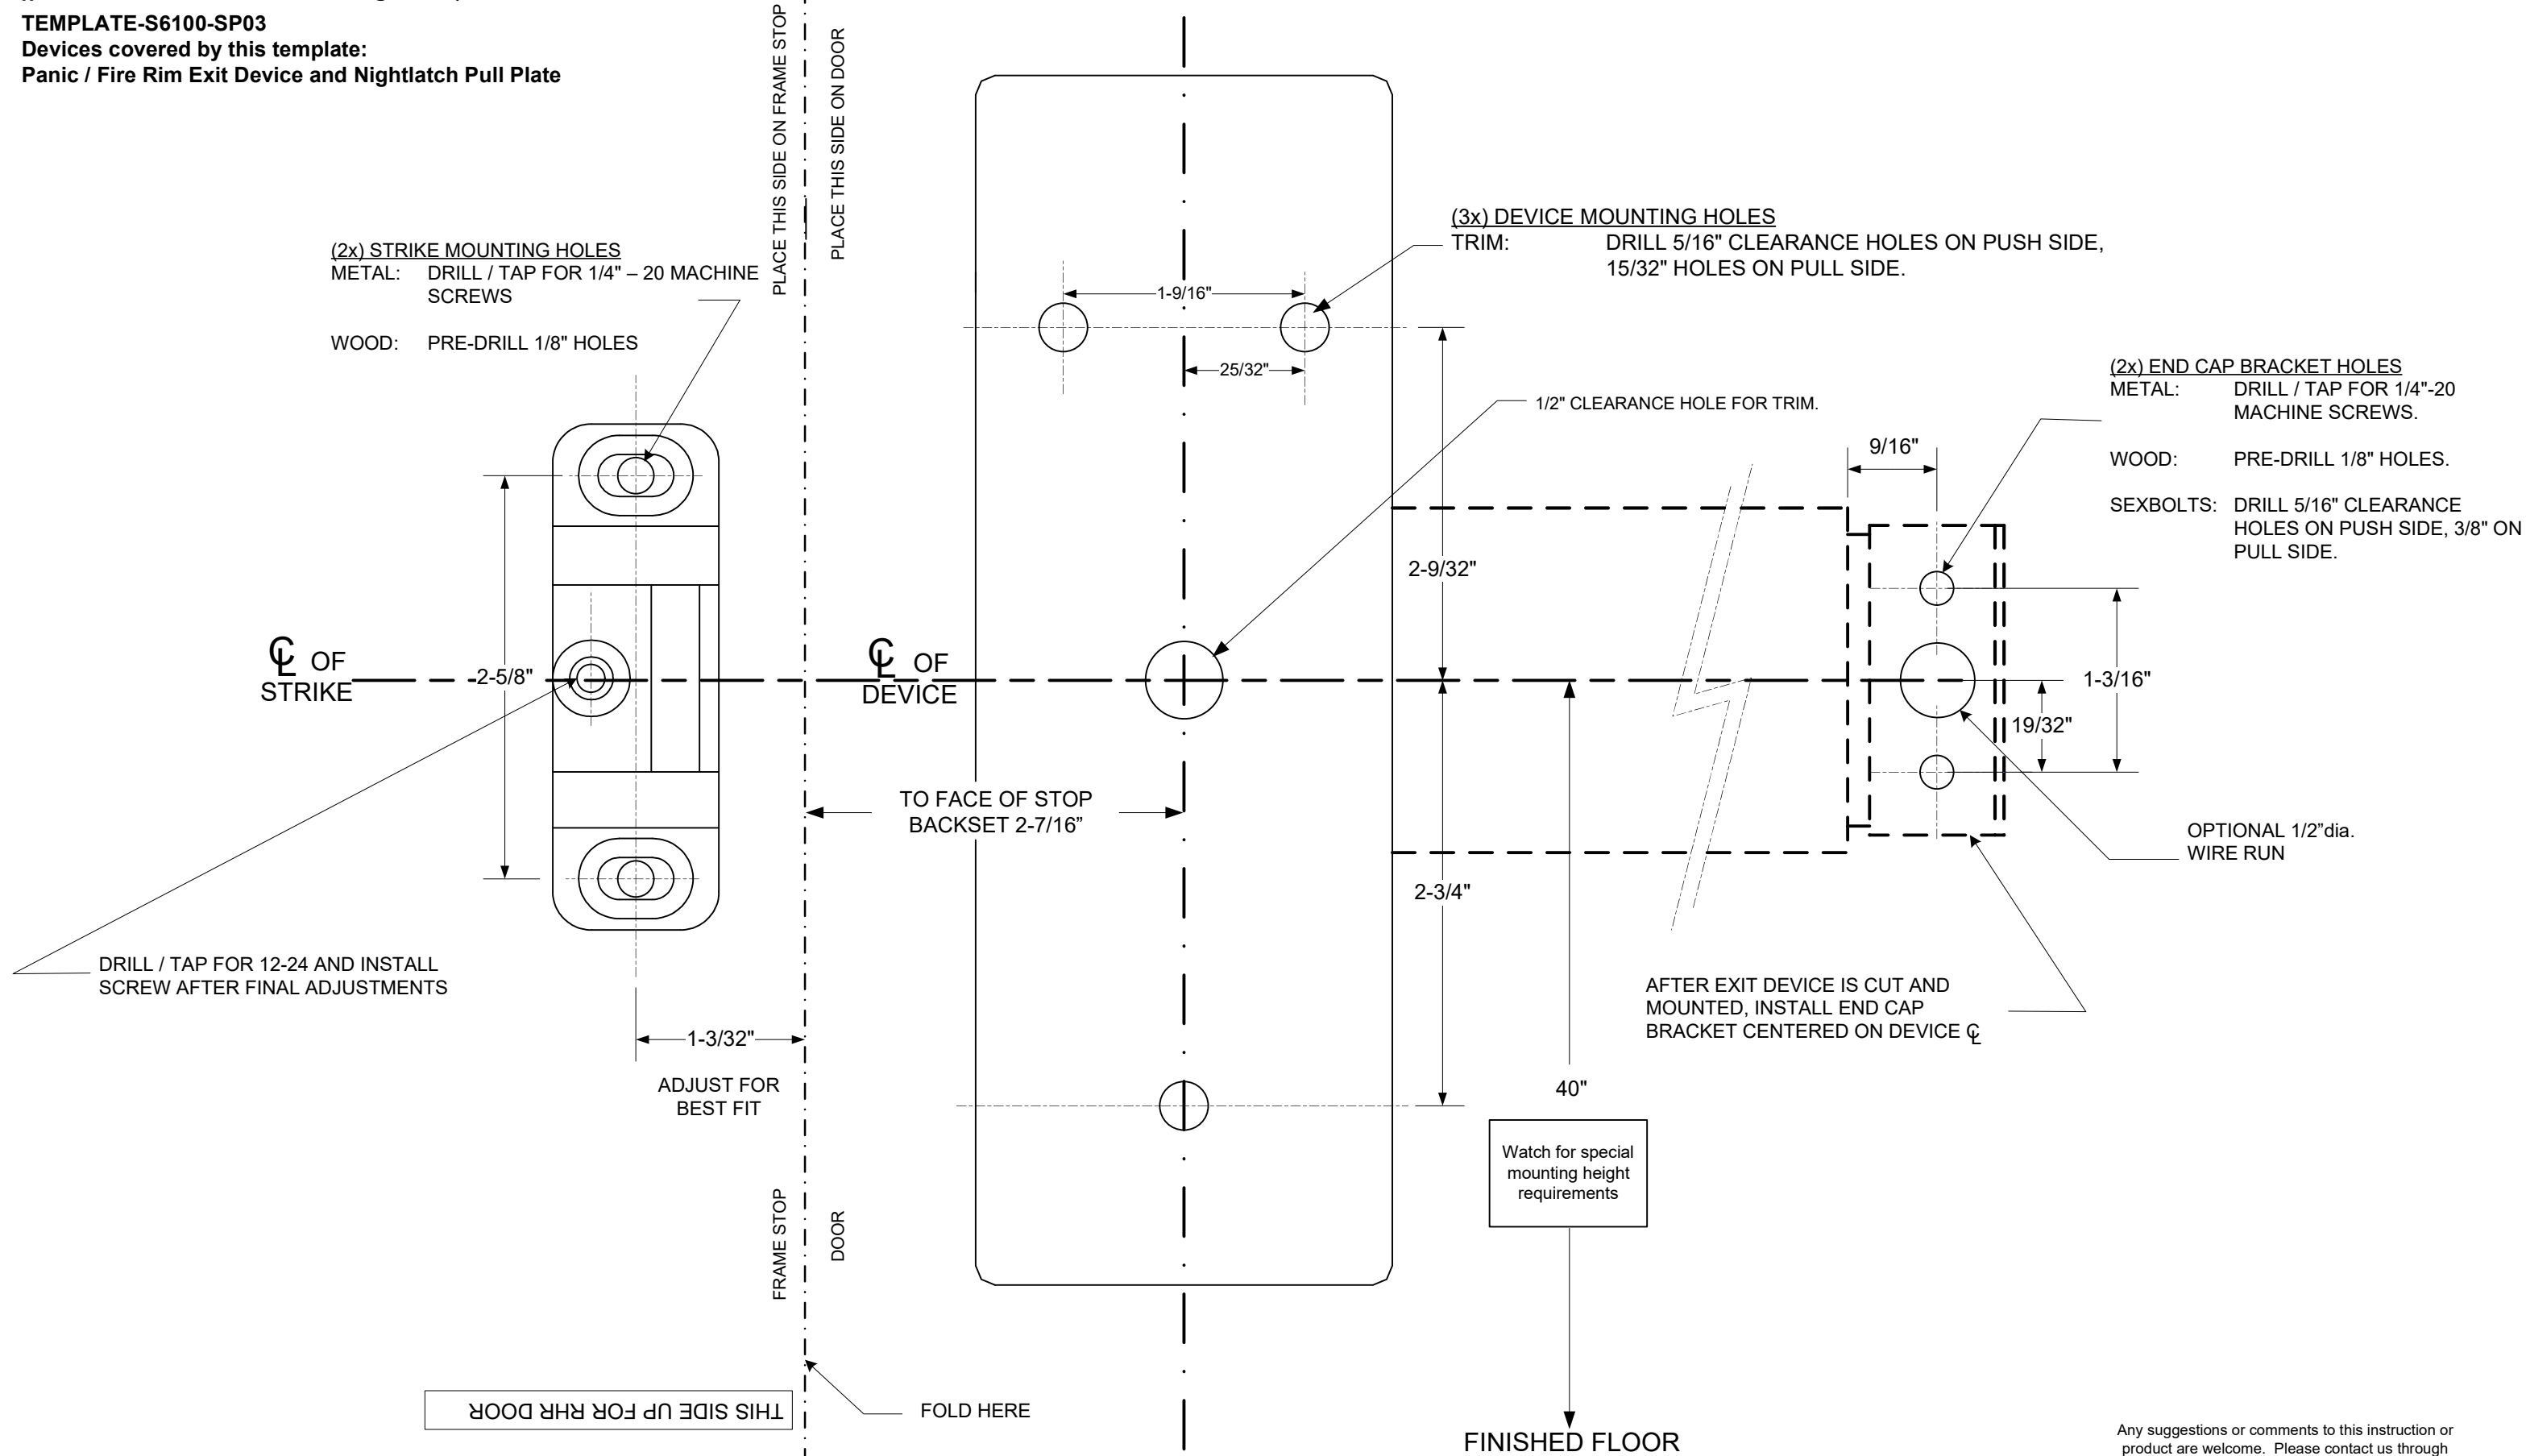 TEMPLATE-S6100-SP03
Devices covered by this template:
Panic / Fire Rim Exit Device and Nightlatch Pull Plate
PLACE THIS SIDE ON FRAME STOP
PLACE THIS SIDE ON DOOR
(2x) STRIKE MOUNTING HOLES
METAL: DRILL / TAP FOR 1/4" – 20 MACHINE
SCREWS
WOOD: PRE-DRILL 1/8" HOLES
(3x) DEVICE MOUNTING HOLES
TRIM: DRILL 5/16" CLEARANCE HOLES ON PUSH SIDE,
15/32" HOLES ON PULL SIDE.
1-9/16"
25/32"
1/2" CLEARANCE HOLE FOR TRIM.
(2x) END CAP BRACKET HOLES
METAL: DRILL / TAP FOR 1/4"-20
MACHINE SCREWS.
WOOD: PRE-DRILL 1/8" HOLES.
SEXBOLTS: DRILL 5/16" CLEARANCE
HOLES ON PUSH SIDE, 3/8" ON
PULL SIDE.
9/16"
2-9/32"
℄ OF
STRIKE
2-5/8"
℄ OF
DEVICE
1-3/16"
19/32"
TO FACE OF STOP
BACKSET 2-7/16”
OPTIONAL 1/2”dia.
WIRE RUN
2-3/4"
DRILL / TAP FOR 12-24 AND INSTALL
SCREW AFTER FINAL ADJUSTMENTS
AFTER EXIT DEVICE IS CUT AND
MOUNTED, INSTALL END CAP
BRACKET CENTERED ON DEVICE ℄
1-3/32"
ADJUST FOR
BEST FIT
40"
Watch for special
mounting height
requirements
FRAME STOP
DOOR
THIS SIDE UP FOR RHR DOOR
FOLD HERE
FINISHED FLOOR
Any suggestions or comments to this instruction or
product are welcome. Please contact us through